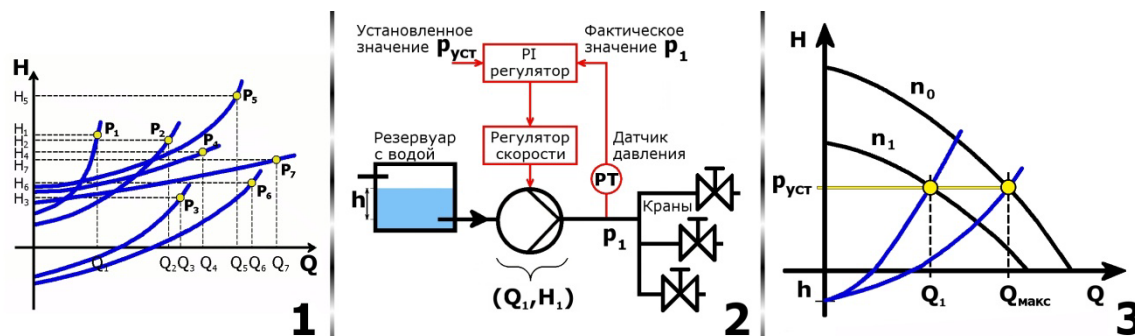 H
H₅
H₁
H₂
H₄
H₇
H₆
H₃
P₁
P₂
P₅
P₄
P₇
P₃
P₆
Q₁
Q₂
Q₃
Q₄
Q₅
Q₆
Q₇
Q
1
Установленное
значение pуст
PI
регулятор
Фактическое
значение p₁
Резервуар
с водой
Регулятор
скорости
Датчик
давления
PT
h
Краны
p₁
(Q₁,H₁)
2
H
n₀
n₁
pуст
h
Q₁
Qмакс
Q
3